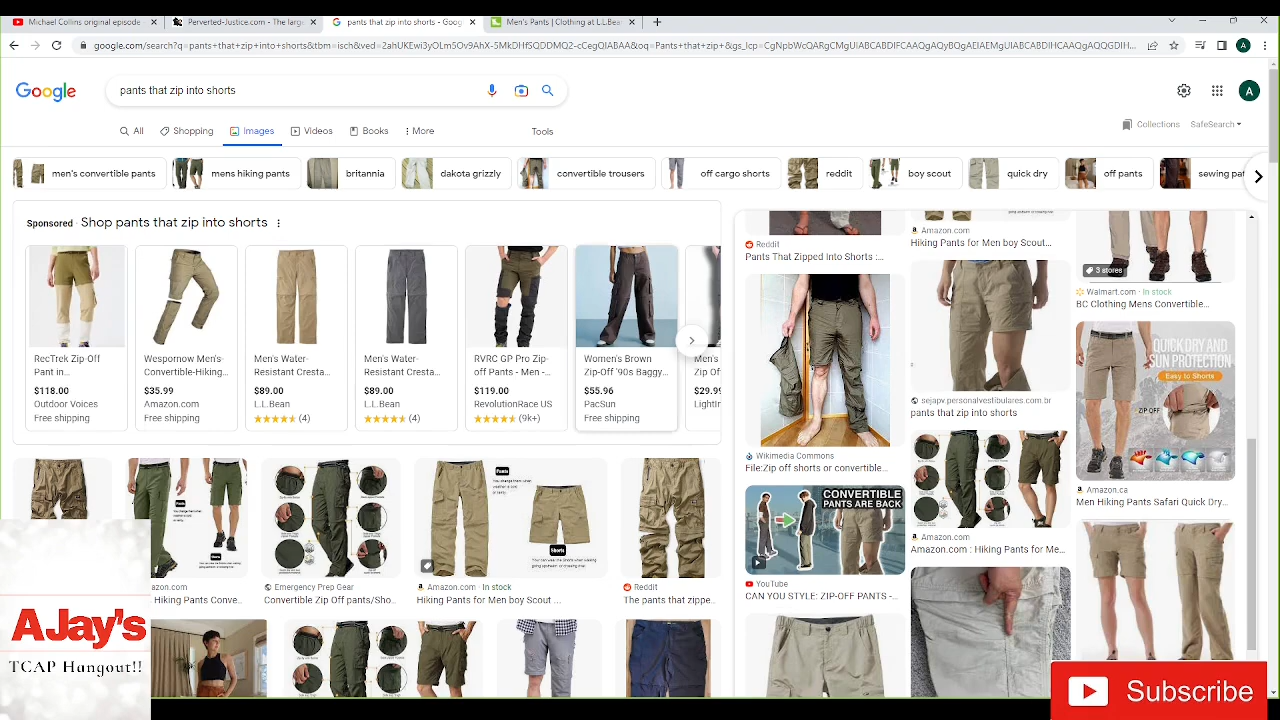 Michael Collins original episode
Perverted-Justice.com - The large
pants that zip into shorts - Goog
Men's Pants | Clothing at L.L.Bea
google.com/search?q=pants+that+zip+into+shorts&tbm=isch&ved=
Google
pants that zip into shorts
All
Shopping
Images
Videos
Books
More
Tools
Collections
SafeSearch
men's convertible pants
mens hiking pants
britannia
dakota grizzly
convertible trousers
off cargo shorts
reddit
boy scout
quick dry
off pants
sewing pat
Sponsored · Shop pants that zip into shorts
RecTrek Zip-Off
Pant in...
$118.00
Outdoor Voices
Free shipping
Wespornow Men's-
Convertible-Hiking...
$35.99
Amazon.com
Free shipping
Men's Water-
Resistant Cresta...
$89.00
L.L.Bean
(4)
Men's Water-
Resistant Cresta...
$89.00
L.L.Bean
(4)
RVRC GP Pro Zip-
off Pants - Men - ...
$119.00
RevolutionRace US
(9k+)
Women's Brown
Zip-Off '90s Baggy...
$55.96
PacSun
Free shipping
Men's S
Zip Of
$29.99
LightIn
azon.com
Hiking Pants Conve...
Emergency Prep Gear
Convertible Zip Off pants/Sho...
Pants
Shorts
Amazon.com · In stock
Hiking Pants for Men boy Scout ...
Reddit
The pants that zippe...
Reddit
Pants That Zipped Into Shorts :...
Wikimedia Commons
File:Zip off shorts or convertible...
CONVERTIBLE
PANTS ARE BACK
YouTube
CAN YOU STYLE: ZIP-OFF PANTS -...
Amazon.com
Hiking Pants for Men boy Scout...
sejapv.personalvestibulares.com.br
pants that zip into shorts
Amazon.com
Amazon.com : Hiking Pants for Me...
3 stores
Walmart.com · In stock
BC Clothing Mens Convertible...
QUICK DRY AND
SUN PROTECTION
Easy to Shorts
ZIP OFF
Amazon.ca
Men Hiking Pants Safari Quick Dry...
AJay's
TCAP Hangout!!
Subscribe